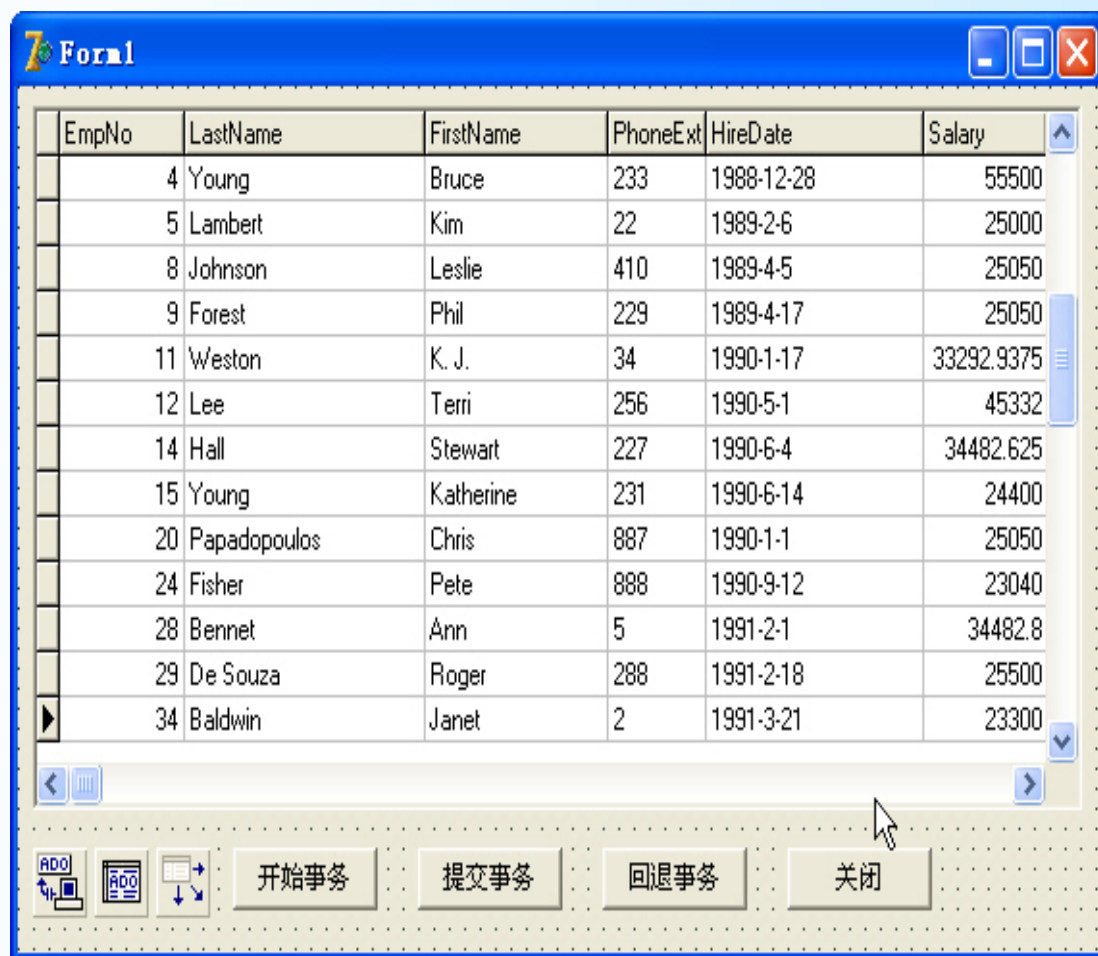 Form1
EmpNo LastName FirstName PhoneExt HireDate Salary
4 Young Bruce 233 1988-12-28 55500
5 Lambert Kim 22 1989-2-6 25000
8 Johnson Leslie 410 1989-4-5 25050
9 Forest Phil 229 1989-4-17 25050
11 Weston K. J. 34 1990-1-17 33292.9375
12 Lee Terri 256 1990-5-1 45332
14 Hall Stewart 227 1990-6-4 34482.625
15 Young Katherine 231 1990-6-14 24400
20 Papadopoulos Chris 887 1990-1-1 25050
24 Fisher Pete 888 1990-9-12 23040
28 Bennet Ann 5 1991-2-1 34482.8
29 De Souza Roger 288 1991-2-18 25500
34 Baldwin Janet 2 1991-3-21 23300
ADO ADO 开始事务 提交事务 回退事务 关闭